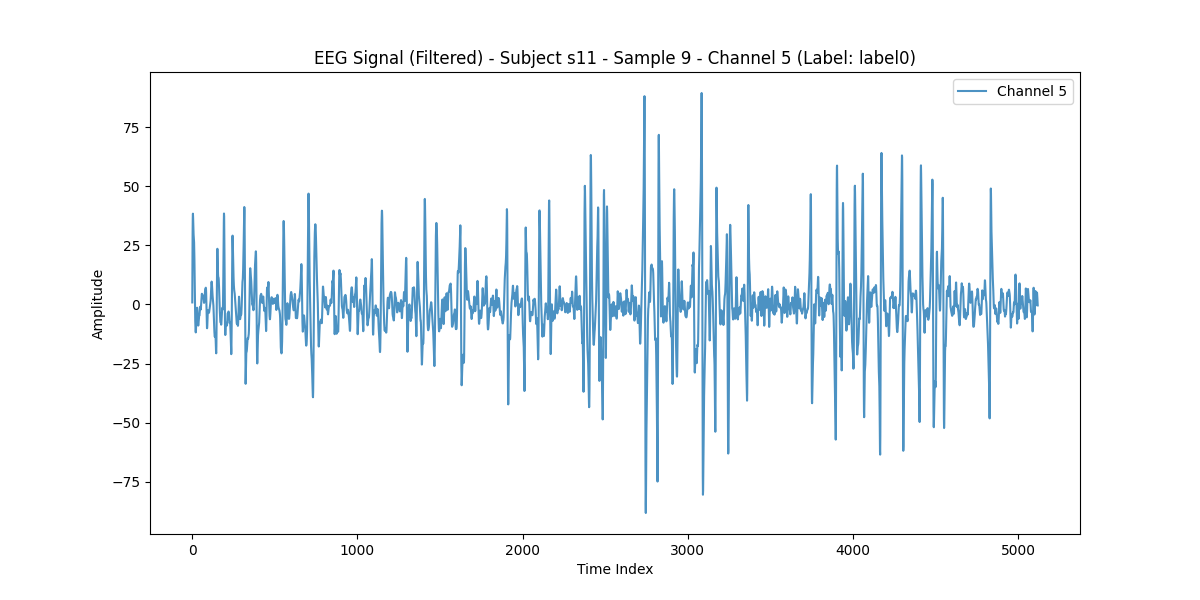 EEG Signal (Filtered) - Subject s11 - Sample 9 - Channel 5 (Label: label0)
Channel 5
Amplitude
75
50
25
0
−25
−50
−75
0 1000 2000 3000 4000 5000
Time Index